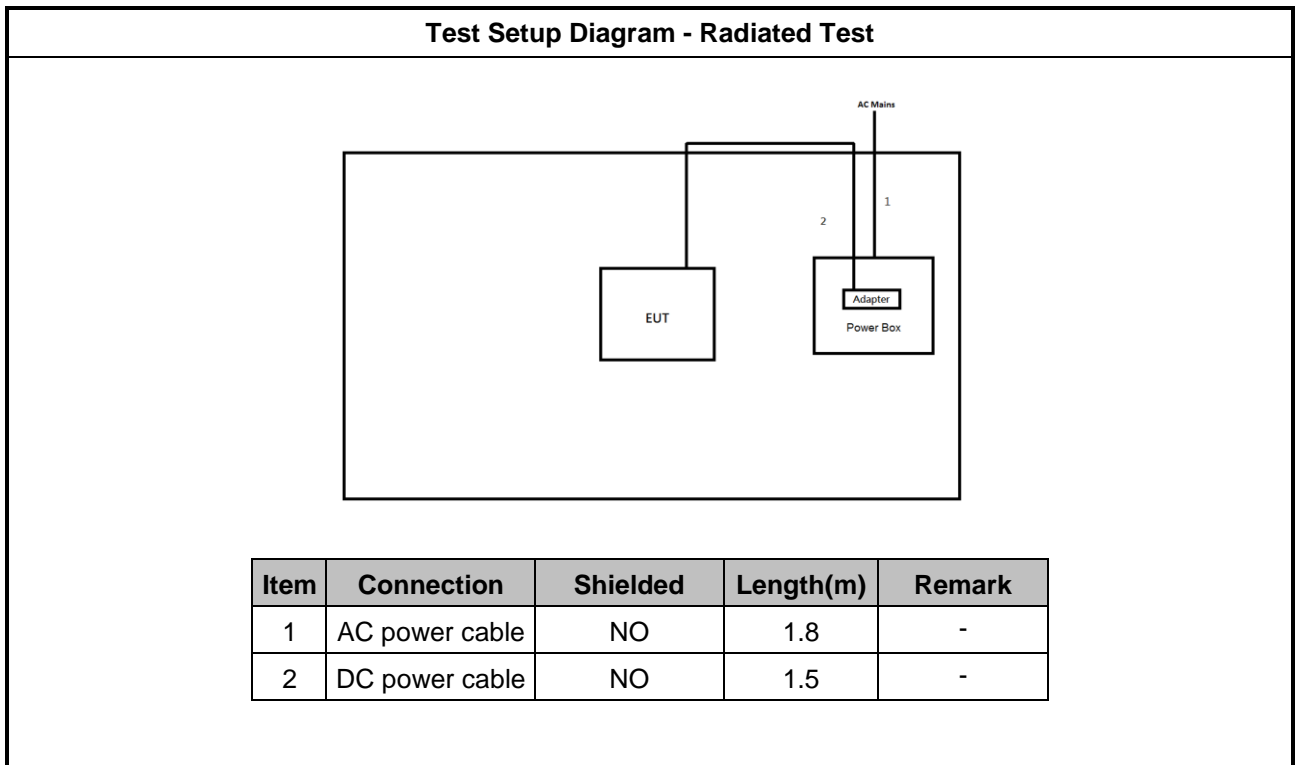 Test Setup Diagram - Radiated Test
AC Mains
1
2
Adapter
EUT
Power Box
Item Connection Shielded Length(m) Remark
1 AC power cable NO 1.8 -
2 DC power cable NO 1.5 -